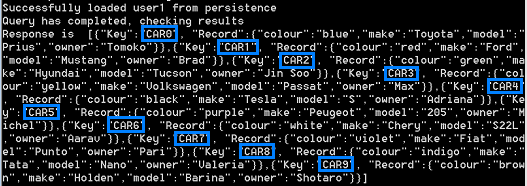 Successfully loaded user1 from persistence
Query has completed, checking results
Response is  [{"Key":"CAR0", "Record":{"colour":"blue","make":"Toyota","model":"
Prius","owner":"Tomoko"}},{"Key":"CAR1", "Record":{"colour":"red","make":"Ford",
"model":"Mustang","owner":"Brad"}},{"Key":"CAR2", "Record":{"colour":"green","ma
ke":"Hyundai","model":"Tucson","owner":"Jin Soo"}},{"Key":"CAR3", "Record":{"col
our":"yellow","make":"Volkswagen","model":"Passat","owner":"Max"}},{"Key":"CAR4"
, "Record":{"colour":"black","make":"Tesla","model":"S","owner":"Adriana"}},{"Ke
y":"CAR5", "Record":{"colour":"purple","make":"Peugeot","model":"205","owner":"M
ichel"}},{"Key":"CAR6", "Record":{"colour":"white","make":"Chery","model":"S22L"
,"owner":"Aarav"}},{"Key":"CAR7", "Record":{"colour":"violet","make":"Fiat","mod
el":"Punto","owner":"Pari"}},{"Key":"CAR8", "Record":{"colour":"indigo","make":"
Tata","model":"Nano","owner":"Valeria"}},{"Key":"CAR9", "Record":{"colour":"brow
n","make":"Holden","model":"Barina","owner":"Shotaro"}}]